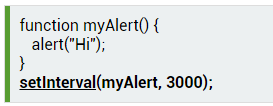 function myAlert() {
alert("Hi");
}
setInterval(myAlert, 3000);